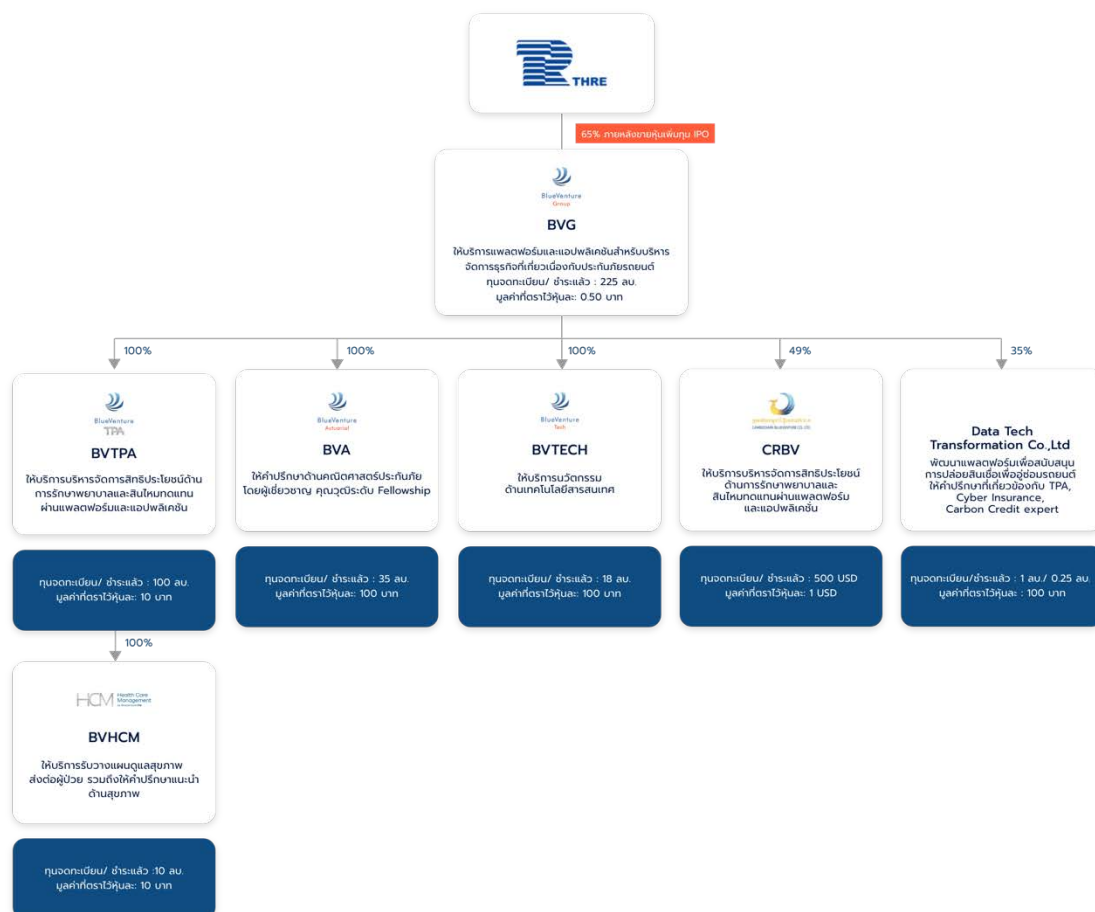 THRE
65% ภายหลังขายหุ้นเพิ่มทุน IPO
BlueVenture
Group
BVG
ให้บริการแพลตฟอร์มและแอปพลิเคชันสำหรับบริหาร
จัดการธุรกิจที่เกี่ยวเนื่องกับประกันภัยรถยนต์
ทุนจดทะเบียน/ ชำระแล้ว : 225 ลบ.
มูลค่าที่ตราไว้หุ้นละ: 0.50 บาท
100%
100%
100%
49%
35%
BlueVenture
TPA
BVTPA
ให้บริการบริหารจัดการสิทธิประโยชน์ด้าน
การรักษาพยาบาลและสินไหมทดแทน
ผ่านแพลตฟอร์มและแอปพลิเคชัน
ทุนจดทะเบียน/ ชำระแล้ว : 100 ลบ.
มูลค่าที่ตราไว้หุ้นละ: 10 บาท
BlueVenture
Actuarial
BVA
ให้คำปรึกษาด้านคณิตศาสตร์ประกันภัย
โดยผู้เชี่ยวชาญ คุณวุฒิระดับ Fellowship
ทุนจดทะเบียน/ ชำระแล้ว : 35 ลบ.
มูลค่าที่ตราไว้หุ้นละ: 100 บาท
BlueVenture
Tech
BVTECH
ให้บริการนวัตกรรม
ด้านเทคโนโลยีสารสนเทศ
ทุนจดทะเบียน/ ชำระแล้ว : 18 ลบ.
มูลค่าที่ตราไว้หุ้นละ: 100 บาท
CRBV
ให้บริการบริหารจัดการสิทธิประโยชน์
ด้านการรักษาพยาบาลและ
สินไหมทดแทนผ่านแพลตฟอร์ม
และแอปพลิเคชัน
ทุนจดทะเบียน/ ชำระแล้ว : 500 USD
มูลค่าที่ตราไว้หุ้นละ: 1 USD
Data Tech
Transformation Co.,Ltd
พัฒนาแพลตฟอร์มเพื่อสนับสนุน
การปล่อยสินเชื่อเพื่ออู่ซ่อมรถยนต์
ให้คำปรึกษาที่เกี่ยวข้องกับ TPA,
Cyber Insurance,
Carbon Credit expert
ทุนจดทะเบียน/ชำระแล้ว : 1 ลบ./ 0.25 ลบ.
มูลค่าที่ตราไว้หุ้นละ : 100 บาท
100%
HCM Health Care
Management
BVHCM
ให้บริการรับวางแผนดูแลสุขภาพ
ส่งต่อผู้ป่วย รวมถึงให้คำปรึกษาแนะนำ
ด้านสุขภาพ
ทุนจดทะเบียน/ ชำระแล้ว :10 ลบ.
มูลค่าที่ตราไว้หุ้นละ: 10 บาท